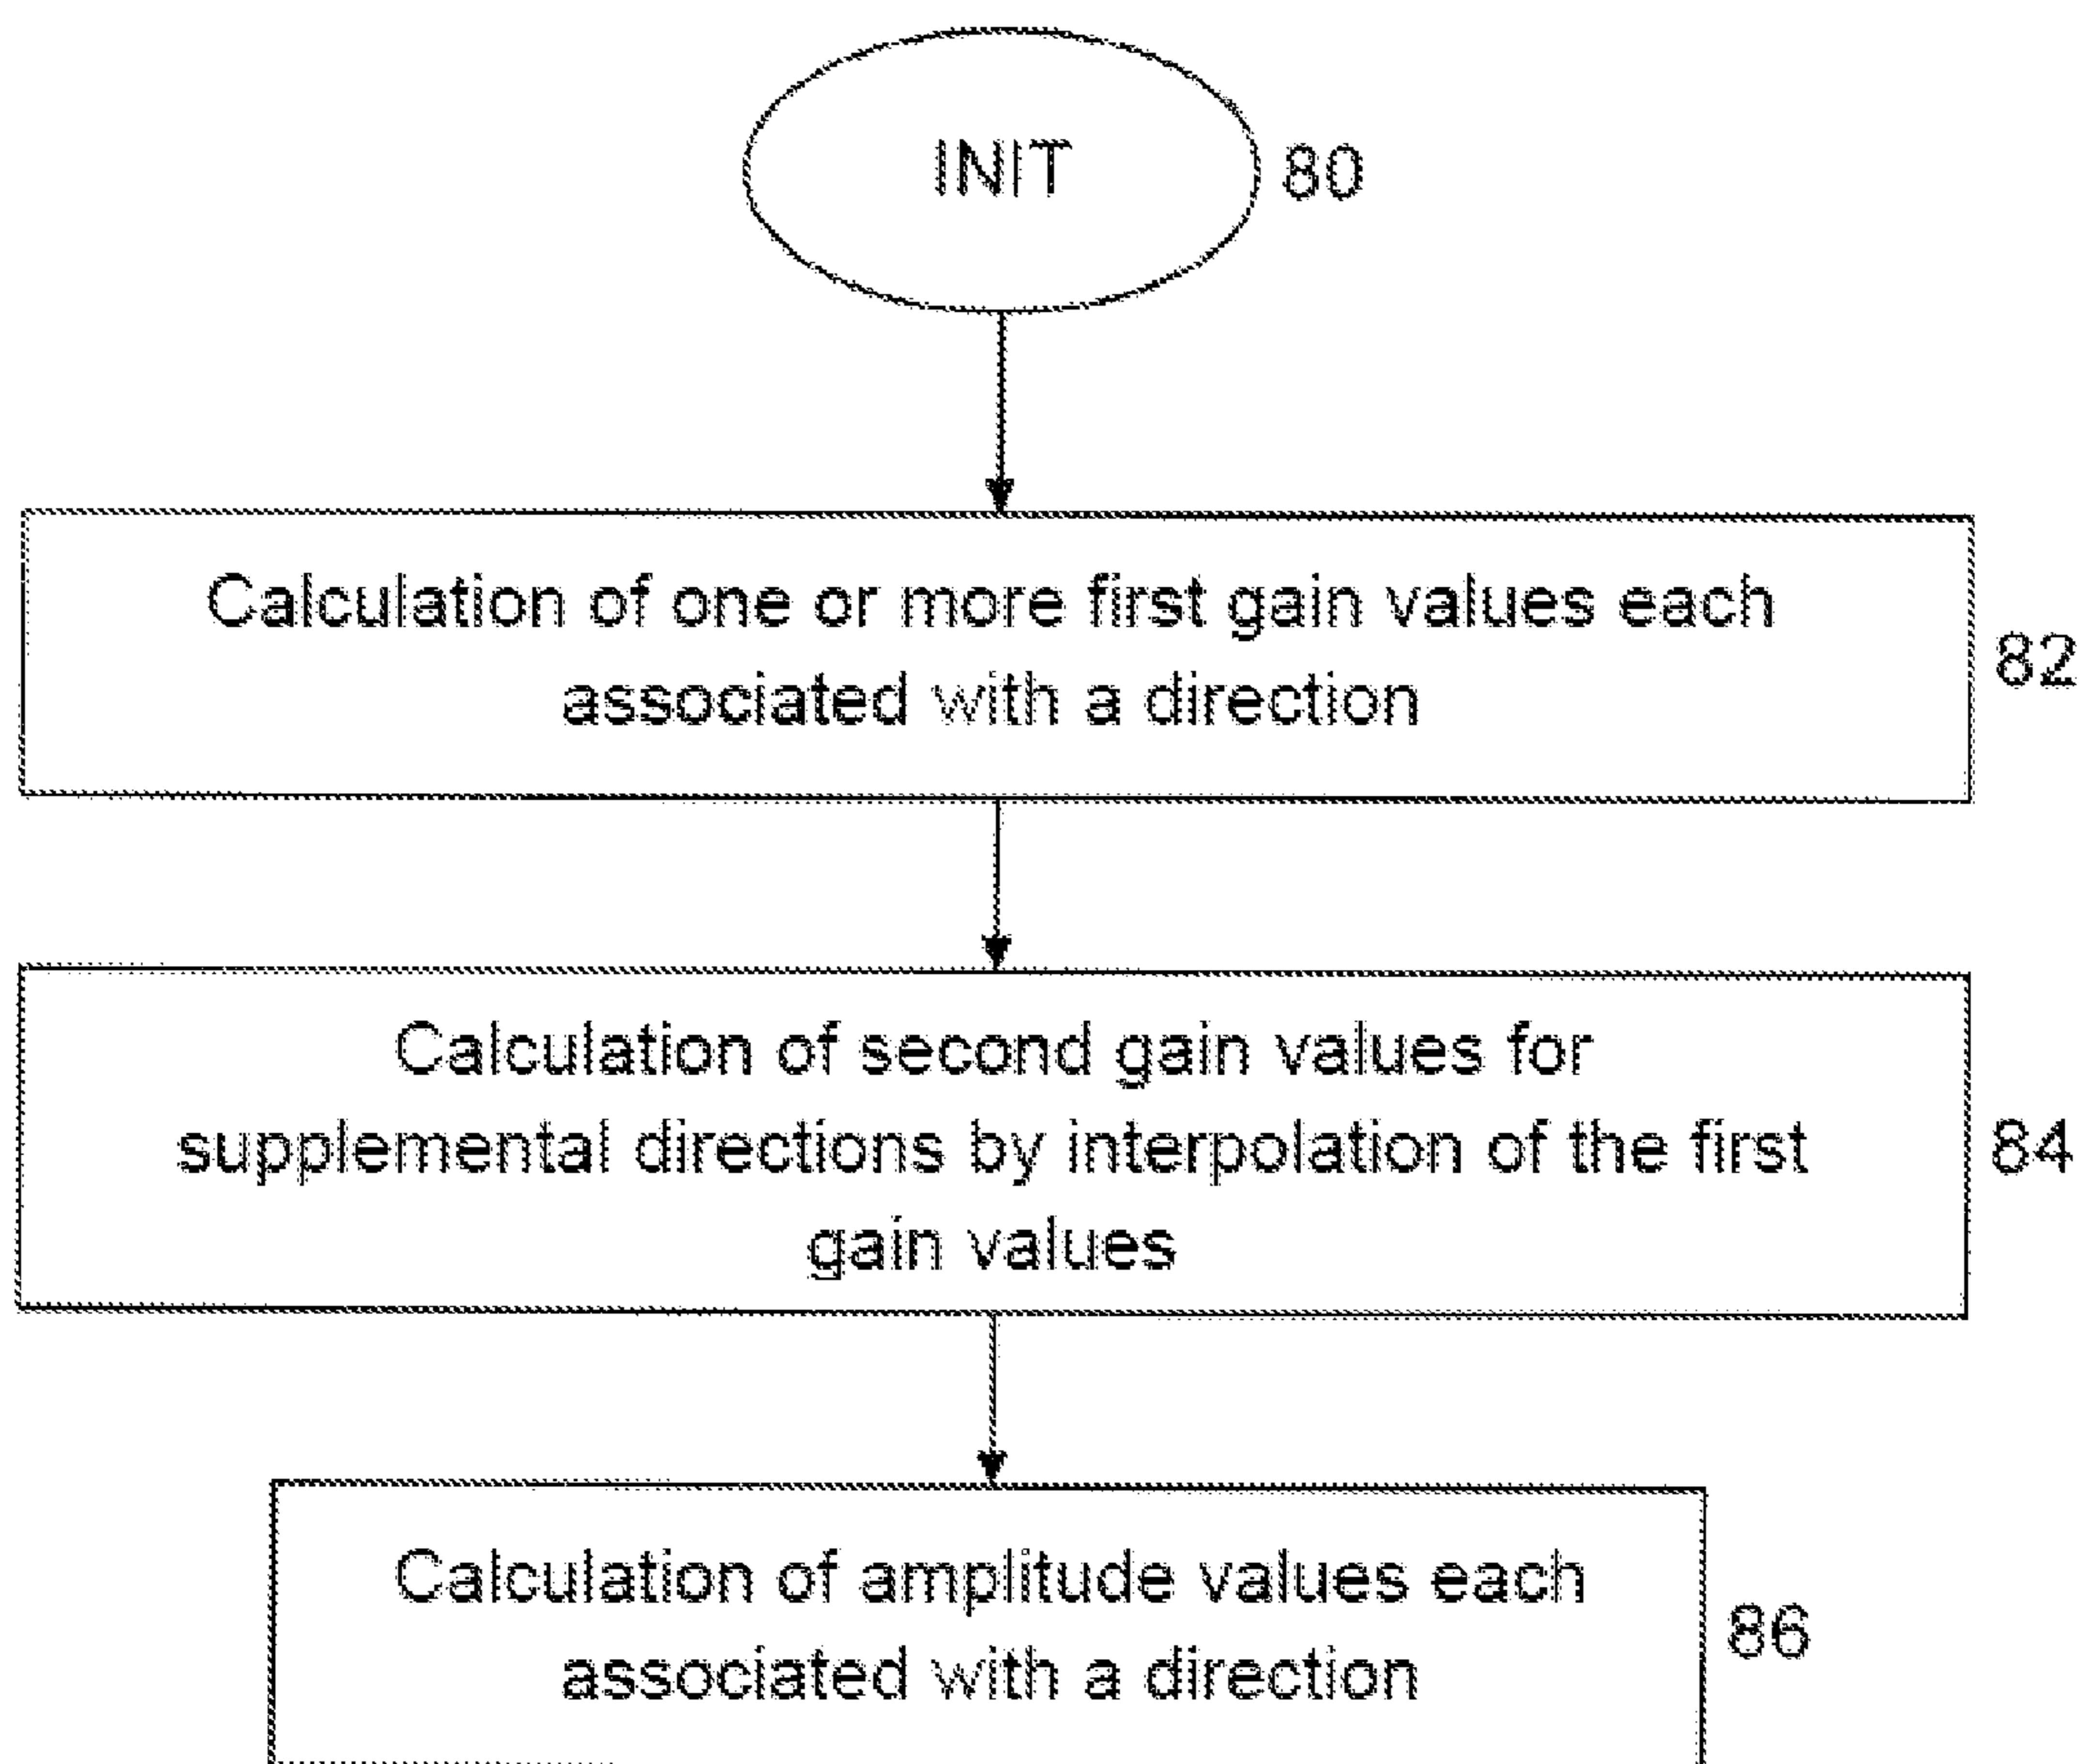 INIT
80
Calculation of one or more first gain values each
associated with a direction
82
Calculation of second gain values for
supplemental directions by interpolation of the first
gain values
84
Calculation of amplitude values each
associated with a direction
86